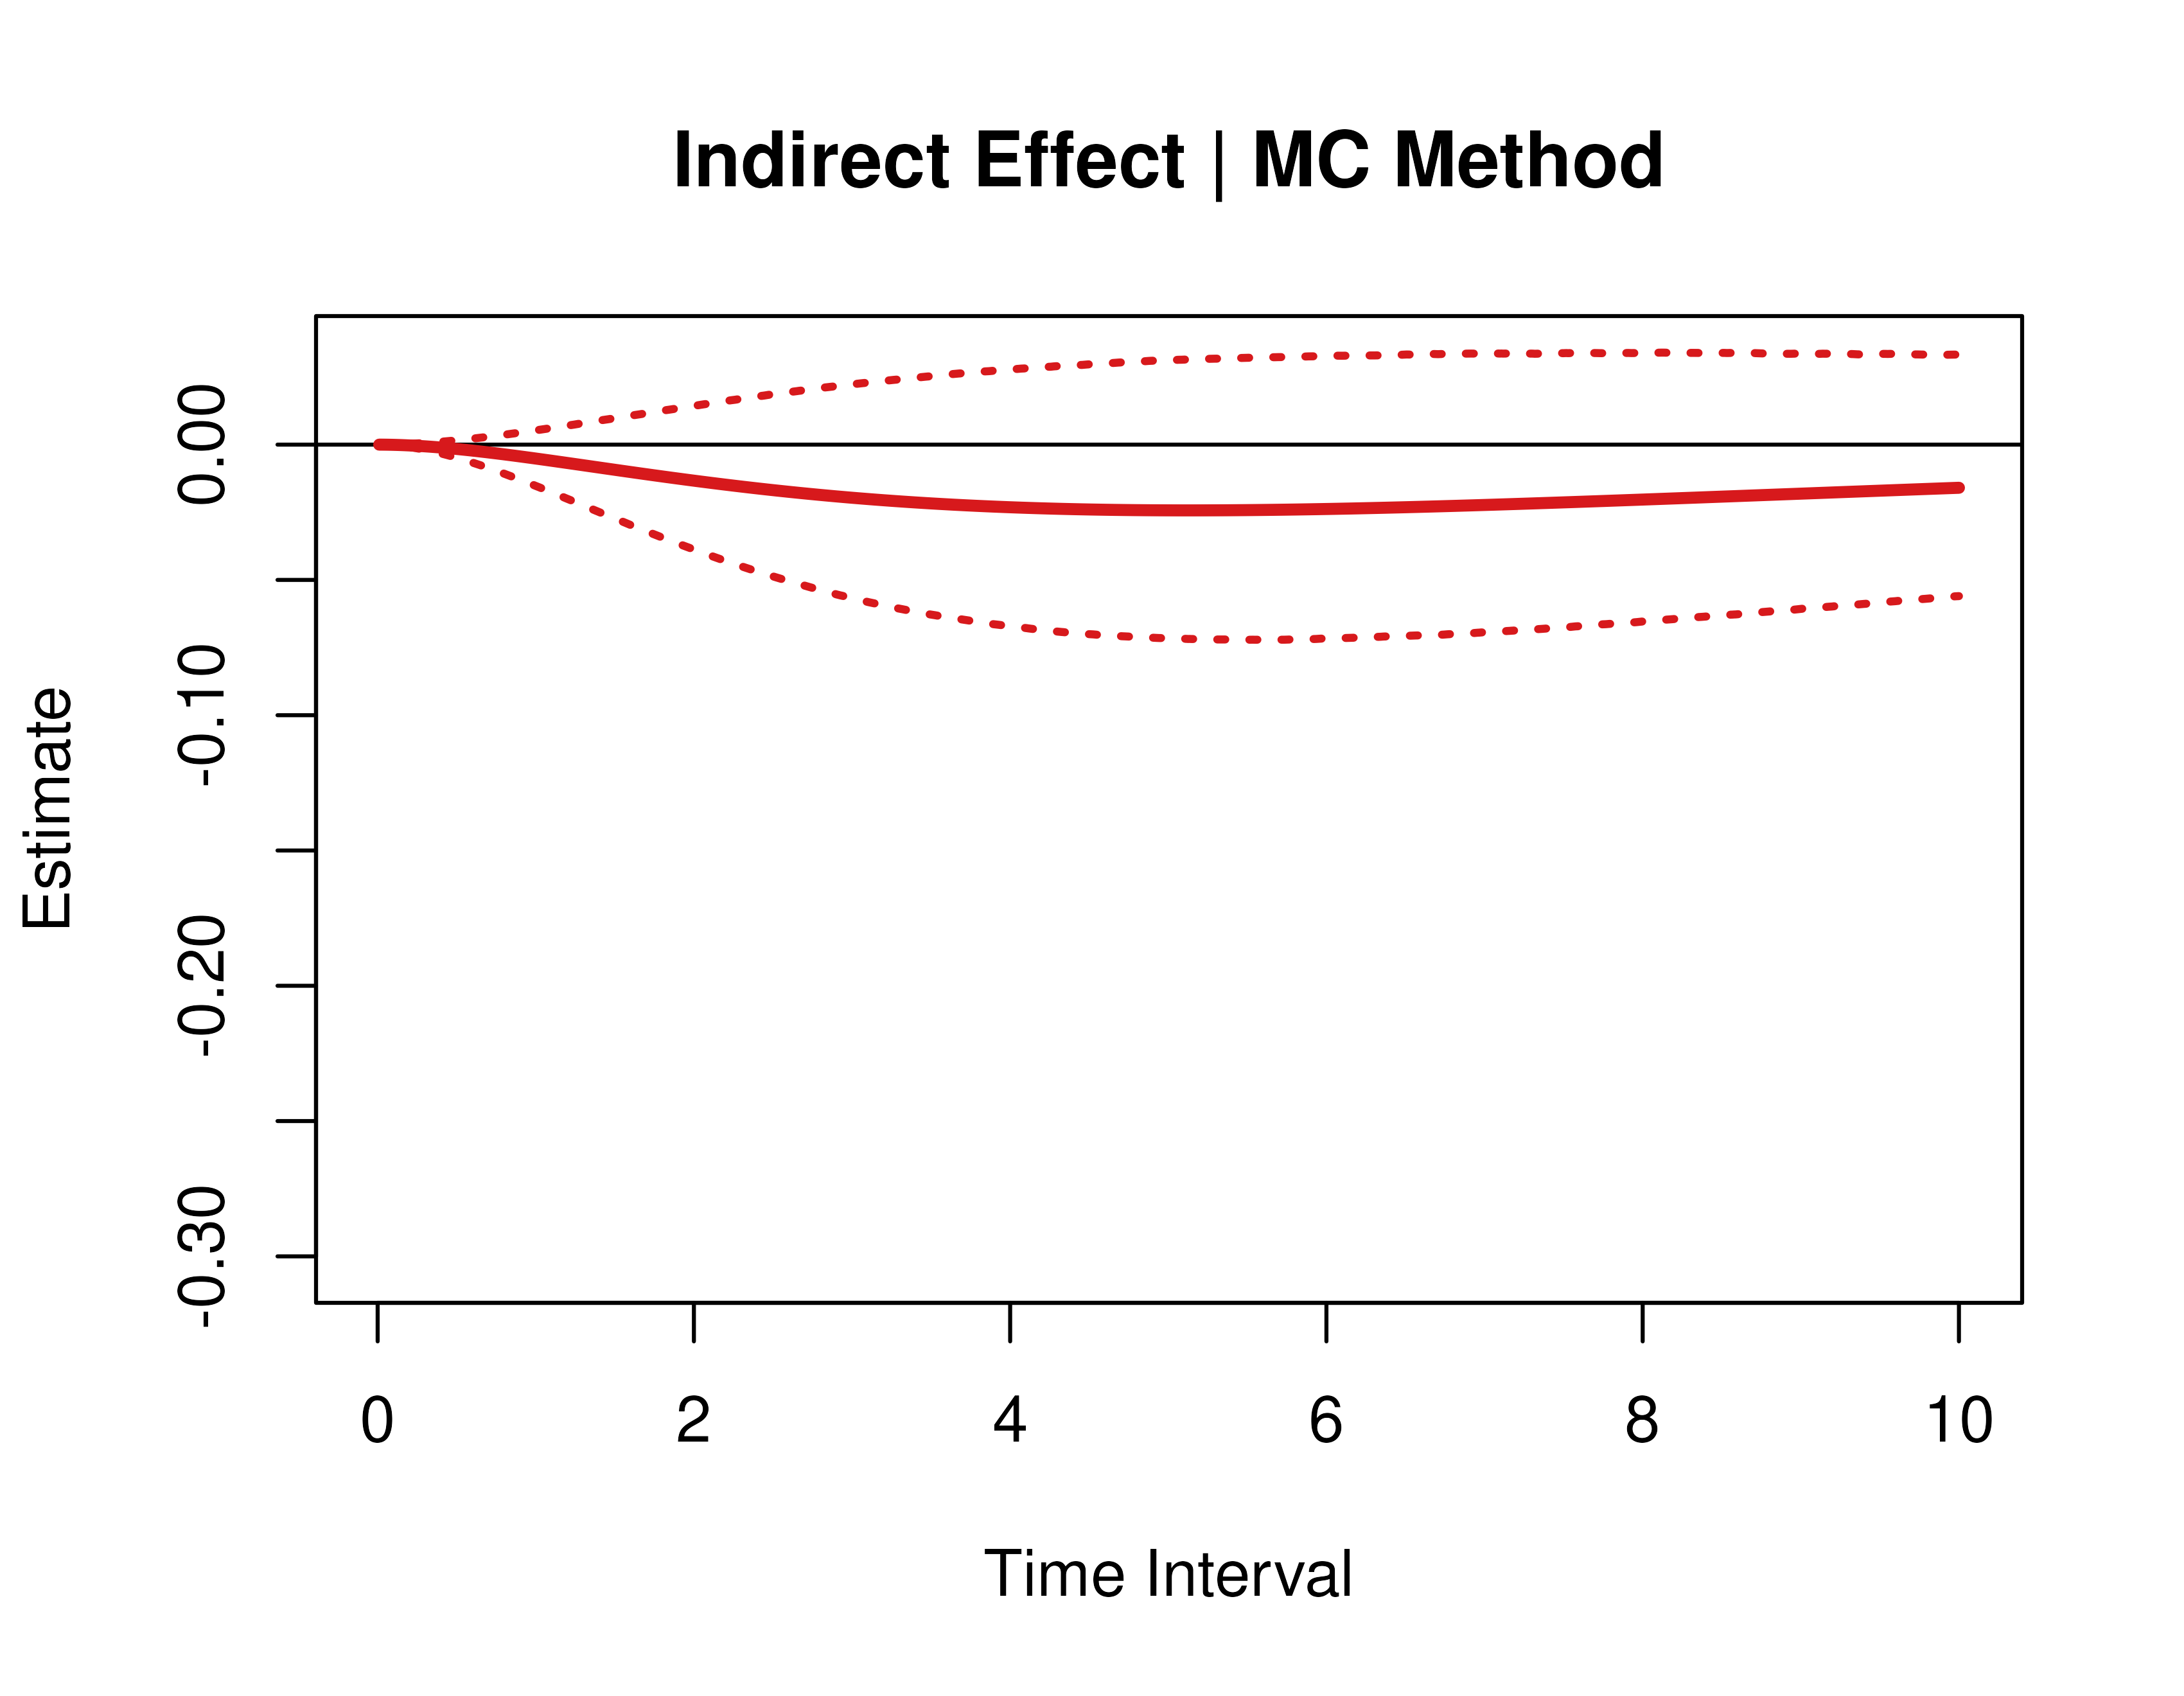 Indirect Effect | MC Method
Estimate
0.00
-0.10
-0.20
-0.30
0 2 4 6 8 10
Time Interval